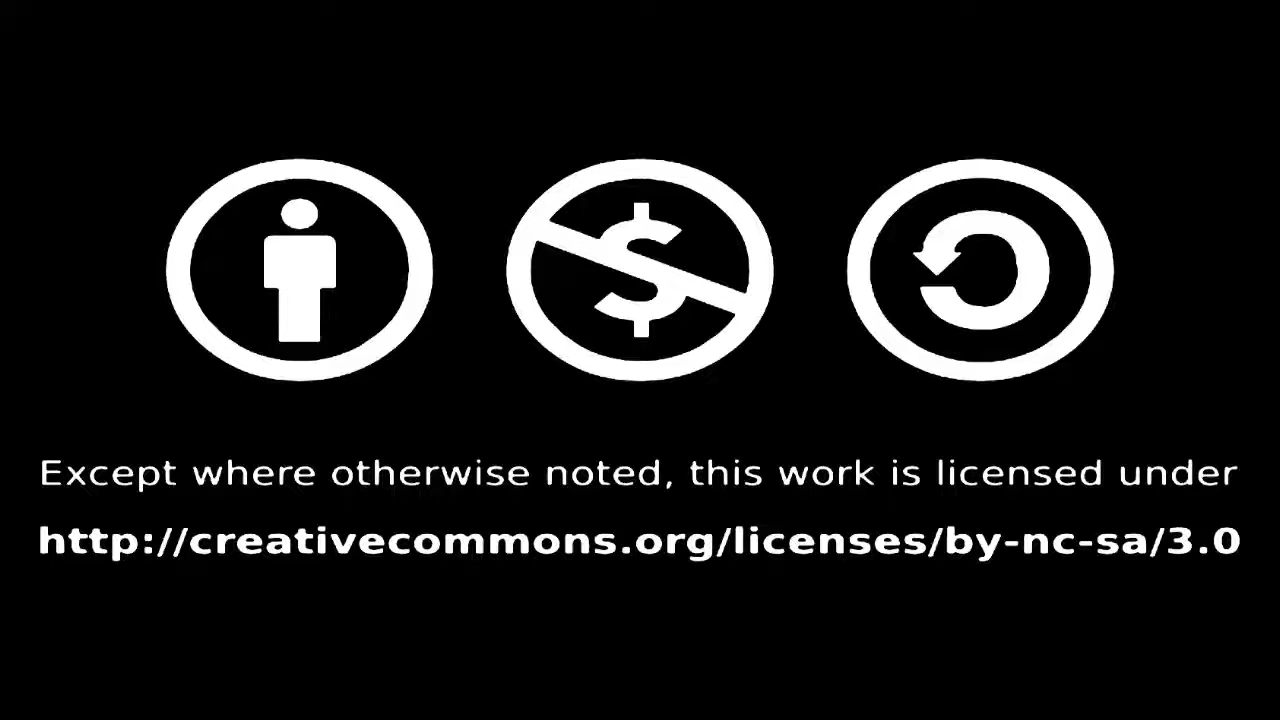 Except where otherwise noted, this work is licensed under
http://creativecommons.org/licenses/by-nc-sa/3.0